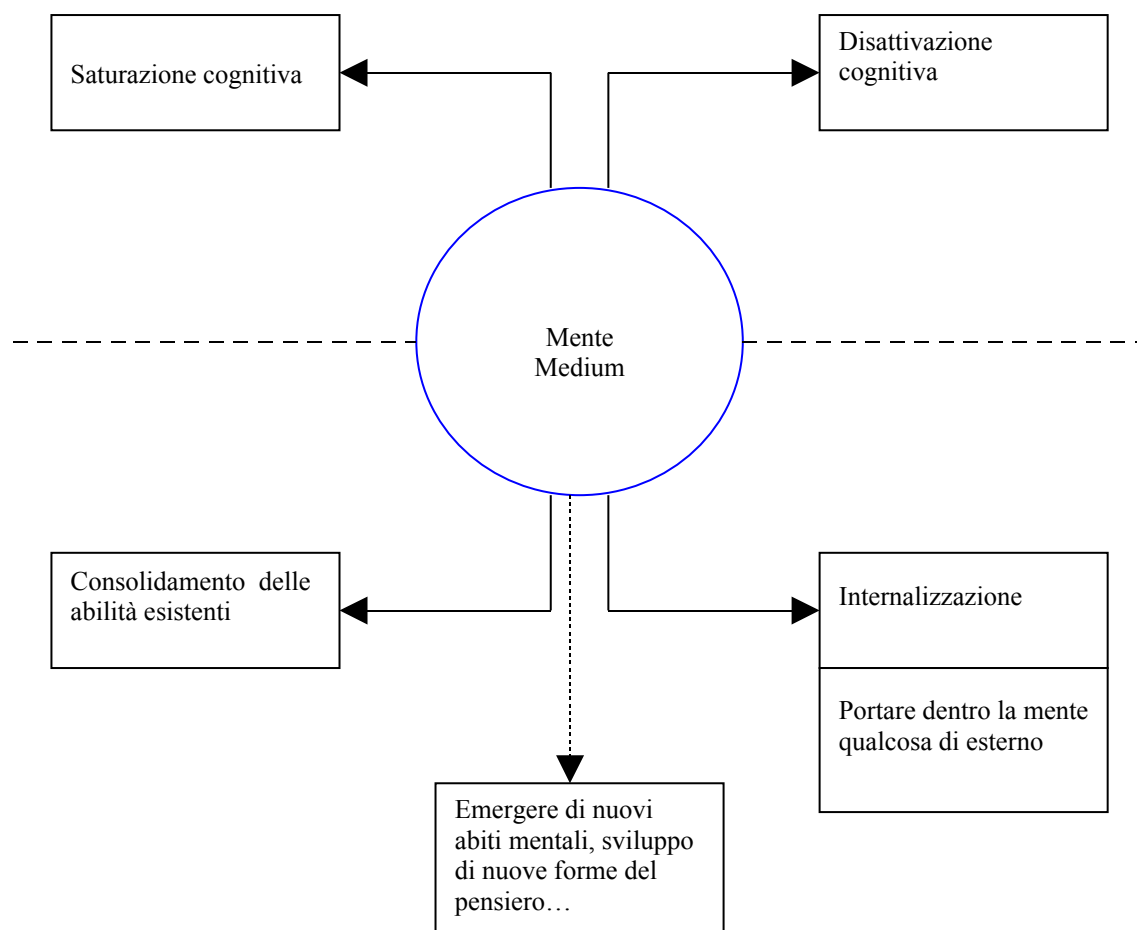 Saturazione cognitiva
Disattivazione
cognitiva
Mente
Medium
Consolidamento delle
abilità esistenti
Internalizzazione
Portare dentro la mente
qualcosa di esterno
Emergere di nuovi
abiti mentali, sviluppo
di nuove forme del
pensiero…